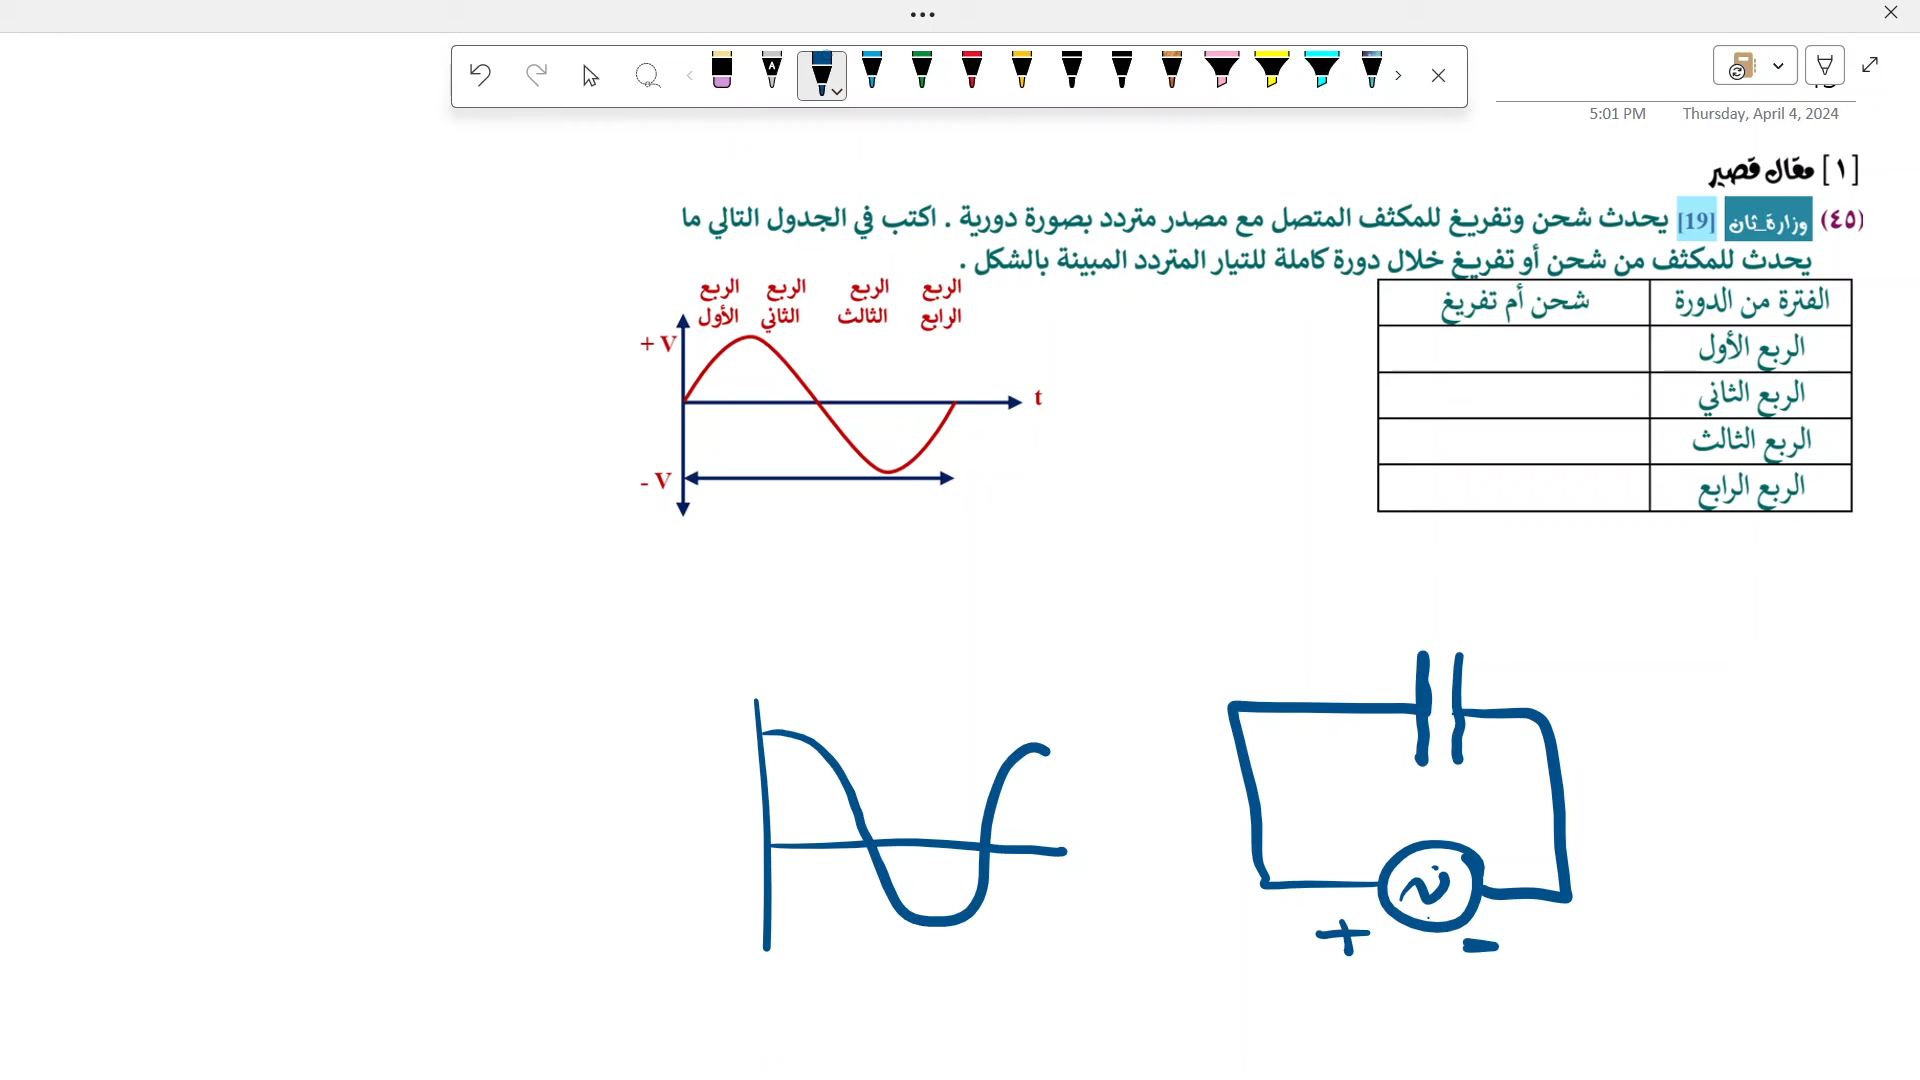 5:01 PM Thursday, April 4, 2024
[١] مقال قصير
(٤٥) وزارة_ثان [19] يحدث شحن وتفريغ للمكثف المتصل مع مصدر متردد بصورة دورية . اكتب في الجدول التالي ما
يحدث للمكثف من شحن أو تفريغ خلال دورة كاملة للتيار المتردد المبينة بالشكل .
الفترة من الدورة شحن أم تفريغ
الربع الأول
الربع الثاني
الربع الثالث
الربع الرابع
الربع الأول
الربع الثاني
الربع الثالث
الربع الرابع
+ V
t
- V
+ -